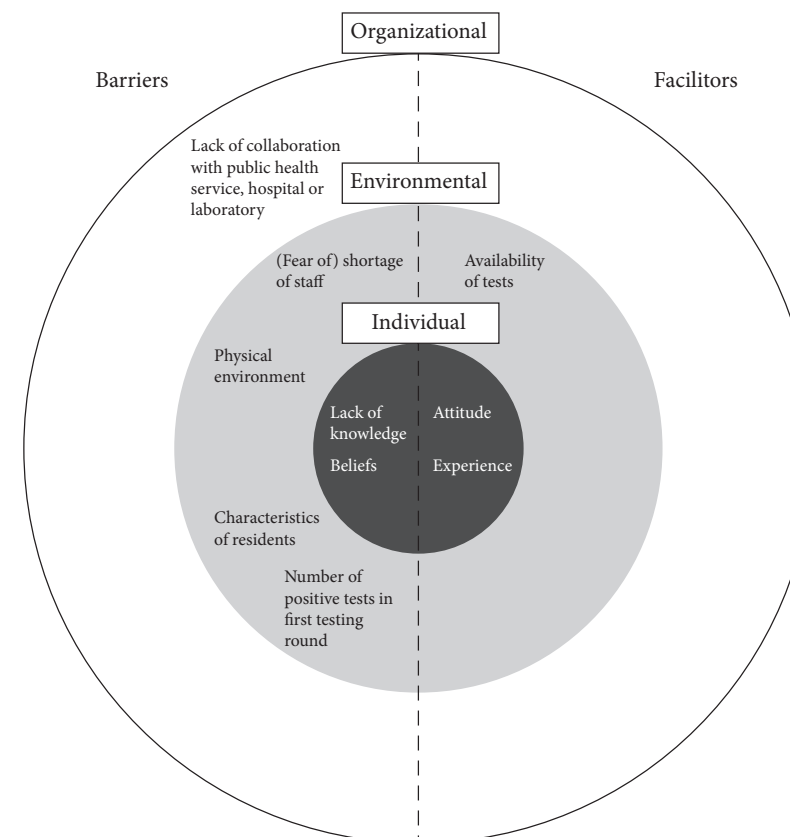 Organizational
Barriers
Facilitors
Lack of collaboration
with public health
service, hospital or
laboratory
Environmental
(Fear of) shortage
of staff
Availability
of tests
Individual
Physical
environment
Lack of
knowledge
Attitude
Beliefs
Experience
Characteristics
of residents
Number of
positive tests in
first testing
round